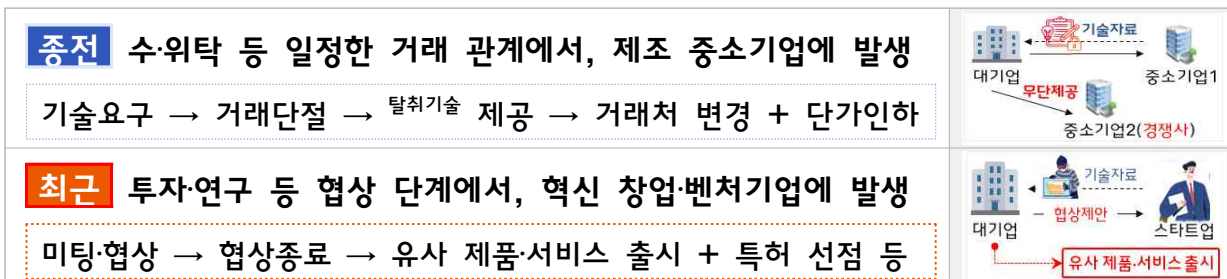 종전 수·위탁 등 일정한 거래 관계에서, 제조 중소기업에 발생
기술요구 → 거래단절 → 탈취기술 제공 → 거래처 변경 + 단가인하
기술자료
대기업
중소기업1
무단제공
중소기업2(경쟁사)
최근 투자·연구 등 협상 단계에서, 혁신 창업·벤처기업에 발생
미팅·협상 → 협상종료 → 유사 제품·서비스 출시 + 특허 선점 등
기술자료
협상제안
대기업
스타트업
유사 제품·서비스 출시